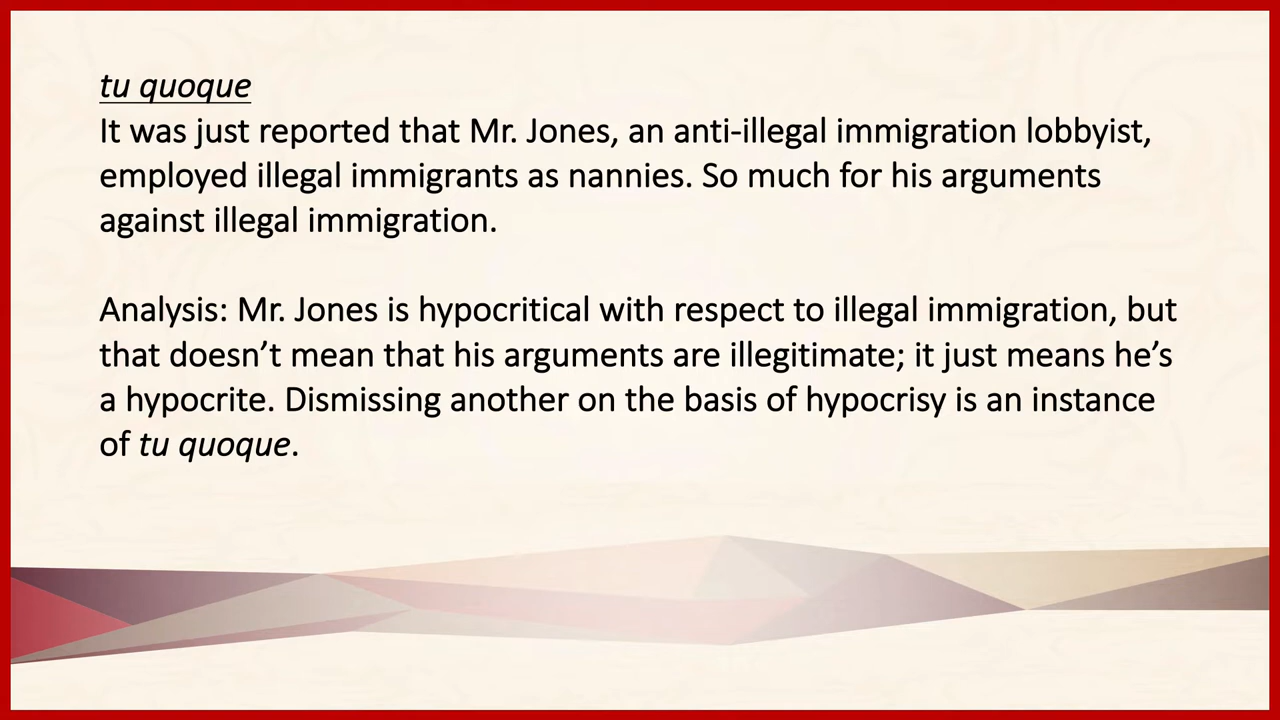 tu quoque
It was just reported that Mr. Jones, an anti-illegal immigration lobbyist,
employed illegal immigrants as nannies. So much for his arguments
against illegal immigration.
Analysis: Mr. Jones is hypocritical with respect to illegal immigration, but
that doesn’t mean that his arguments are illegitimate; it just means he’s
a hypocrite. Dismissing another on the basis of hypocrisy is an instance
of tu quoque.